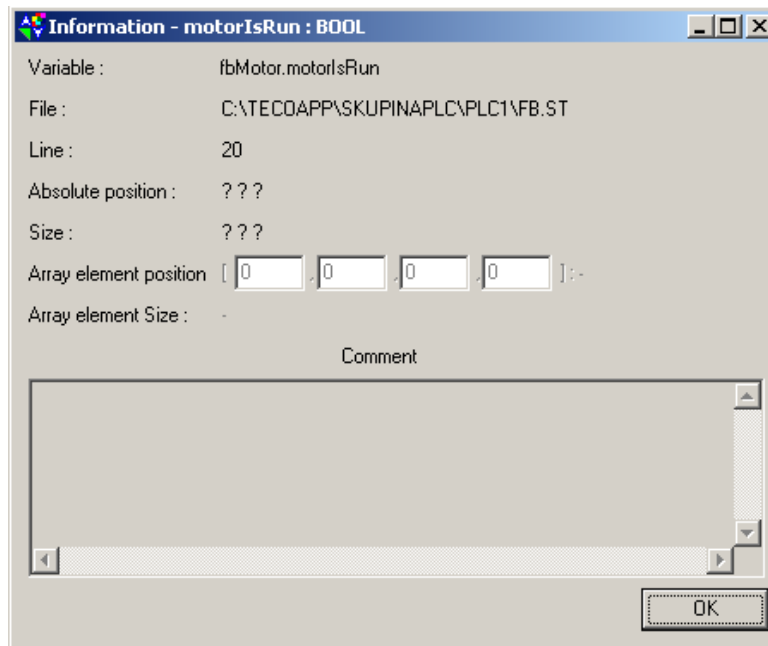 Information - motorIsRun : BOOL
Variable : fbMotor.motorIsRun
File : C:\TECOAPP\SKUPINAPLC\PLC1\FB.ST
Line : 20
Absolute position : ? ? ?
Size : ? ? ?
Array element position [ 0 , 0 , 0 , 0 ] : -
Array element Size : -
Comment
OK